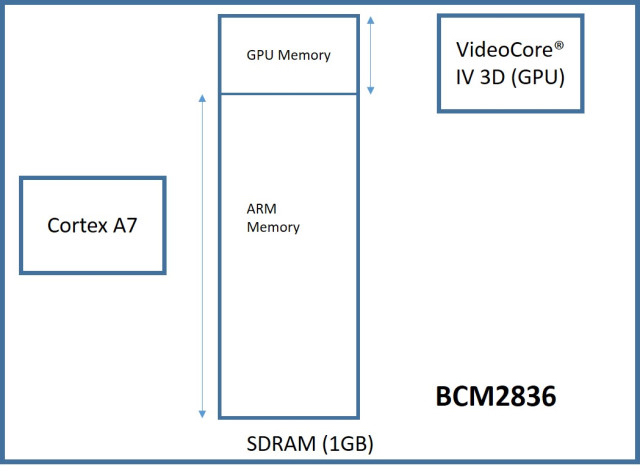 GPU Memory
VideoCore®
IV 3D (GPU)
Cortex A7
ARM
Memory
BCM2836
SDRAM (1GB)